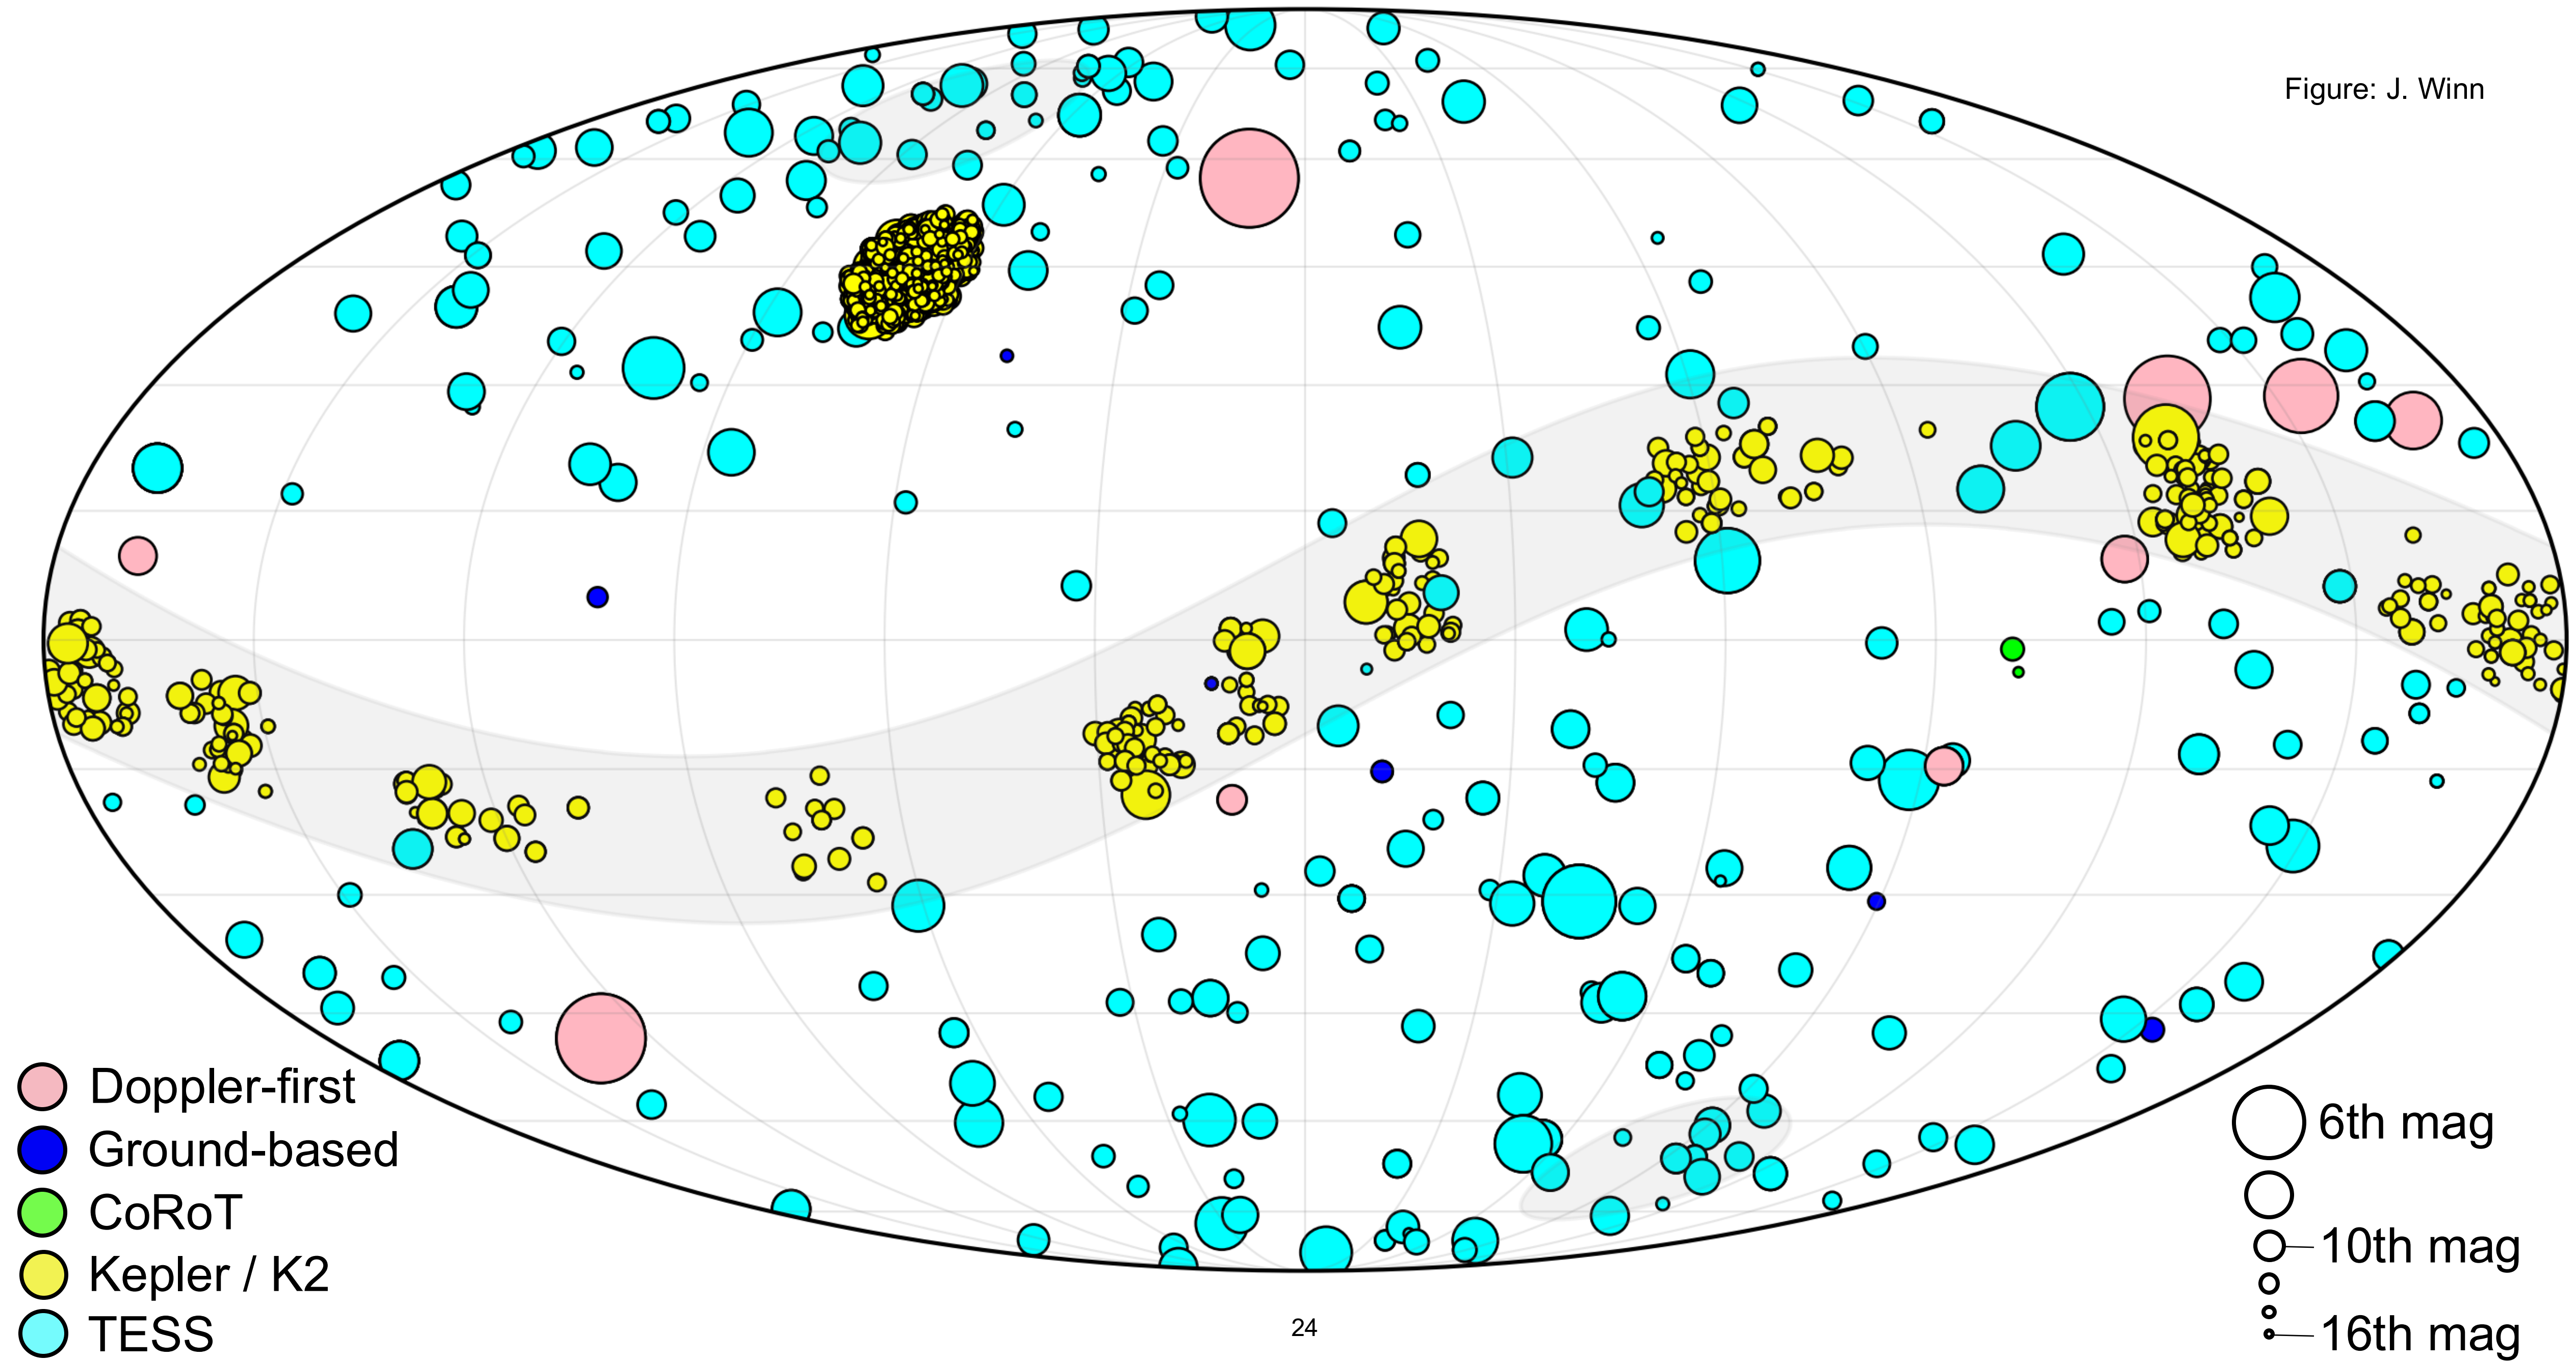 Figure: J. Winn
Doppler-first
Ground-based
CoRoT
Kepler / K2
TESS
6th mag
10th mag
16th mag
24